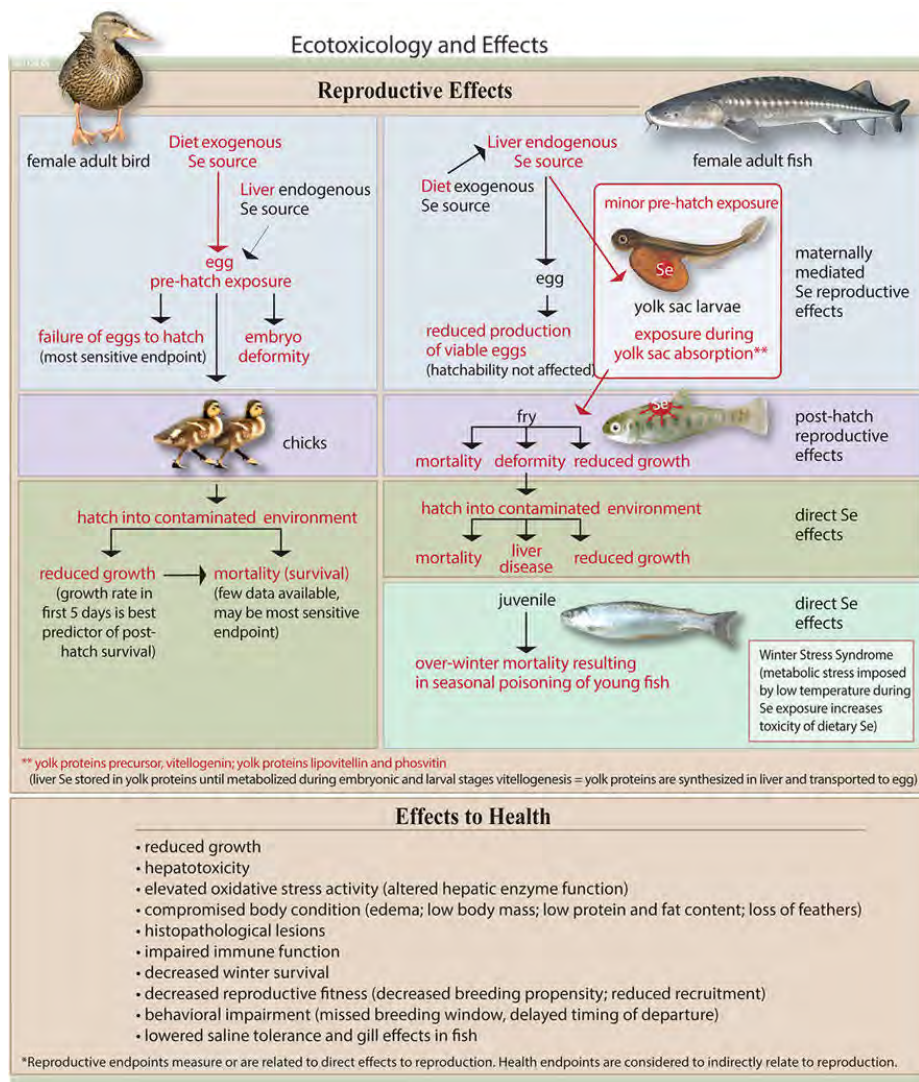 Ecotoxicology and Effects
Reproductive Effects
female adult bird
Diet exogenous
Se source
Liver endogenous
Se source
egg
pre-hatch exposure
failure of eggs to hatch
(most sensitive endpoint)
embryo
deformity
Liver endogenous
Se source
female adult fish
Diet exogenous
Se source
minor pre-hatch exposure
Se
yolk sac larvae
exposure during
yolk sac absorption**
egg
reduced production
of viable eggs
(hatchability not affected)
maternally
mediated
Se reproductive
effects
chicks
fry
Se
mortality deformity reduced growth
post-hatch
reproductive
effects
hatch into contaminated environment
reduced growth
(growth rate in
first 5 days is best
predictor of post-
hatch survival)
mortality (survival)
(few data available,
may be most sensitive
endpoint)
hatch into contaminated environment
mortality
liver
disease
reduced growth
direct Se
effects
juvenile
over-winter mortality resulting
in seasonal poisoning of young fish
direct Se
effects
Winter Stress Syndrome
(metabolic stress imposed
by low temperature during
Se exposure increases
toxicity of dietary Se)
** yolk proteins precursor, vitellogenin; yolk proteins lipovitellin and phosvitin
(liver Se stored in yolk proteins until metabolized during embryonic and larval stages vitellogenesis = yolk proteins are synthesized in liver and transported to egg)
Effects to Health
• reduced growth
• hepatotoxicity
• elevated oxidative stress activity (altered hepatic enzyme function)
• compromised body condition (edema; low body mass; low protein and fat content; loss of feathers)
• histopathological lesions
• impaired immune function
• decreased winter survival
• decreased reproductive fitness (decreased breeding propensity; reduced recruitment)
• behavioral impairment (missed breeding window, delayed timing of departure)
• lowered saline tolerance and gill effects in fish
*Reproductive endpoints measure or are related to direct effects to reproduction. Health endpoints are considered to indirectly relate to reproduction.